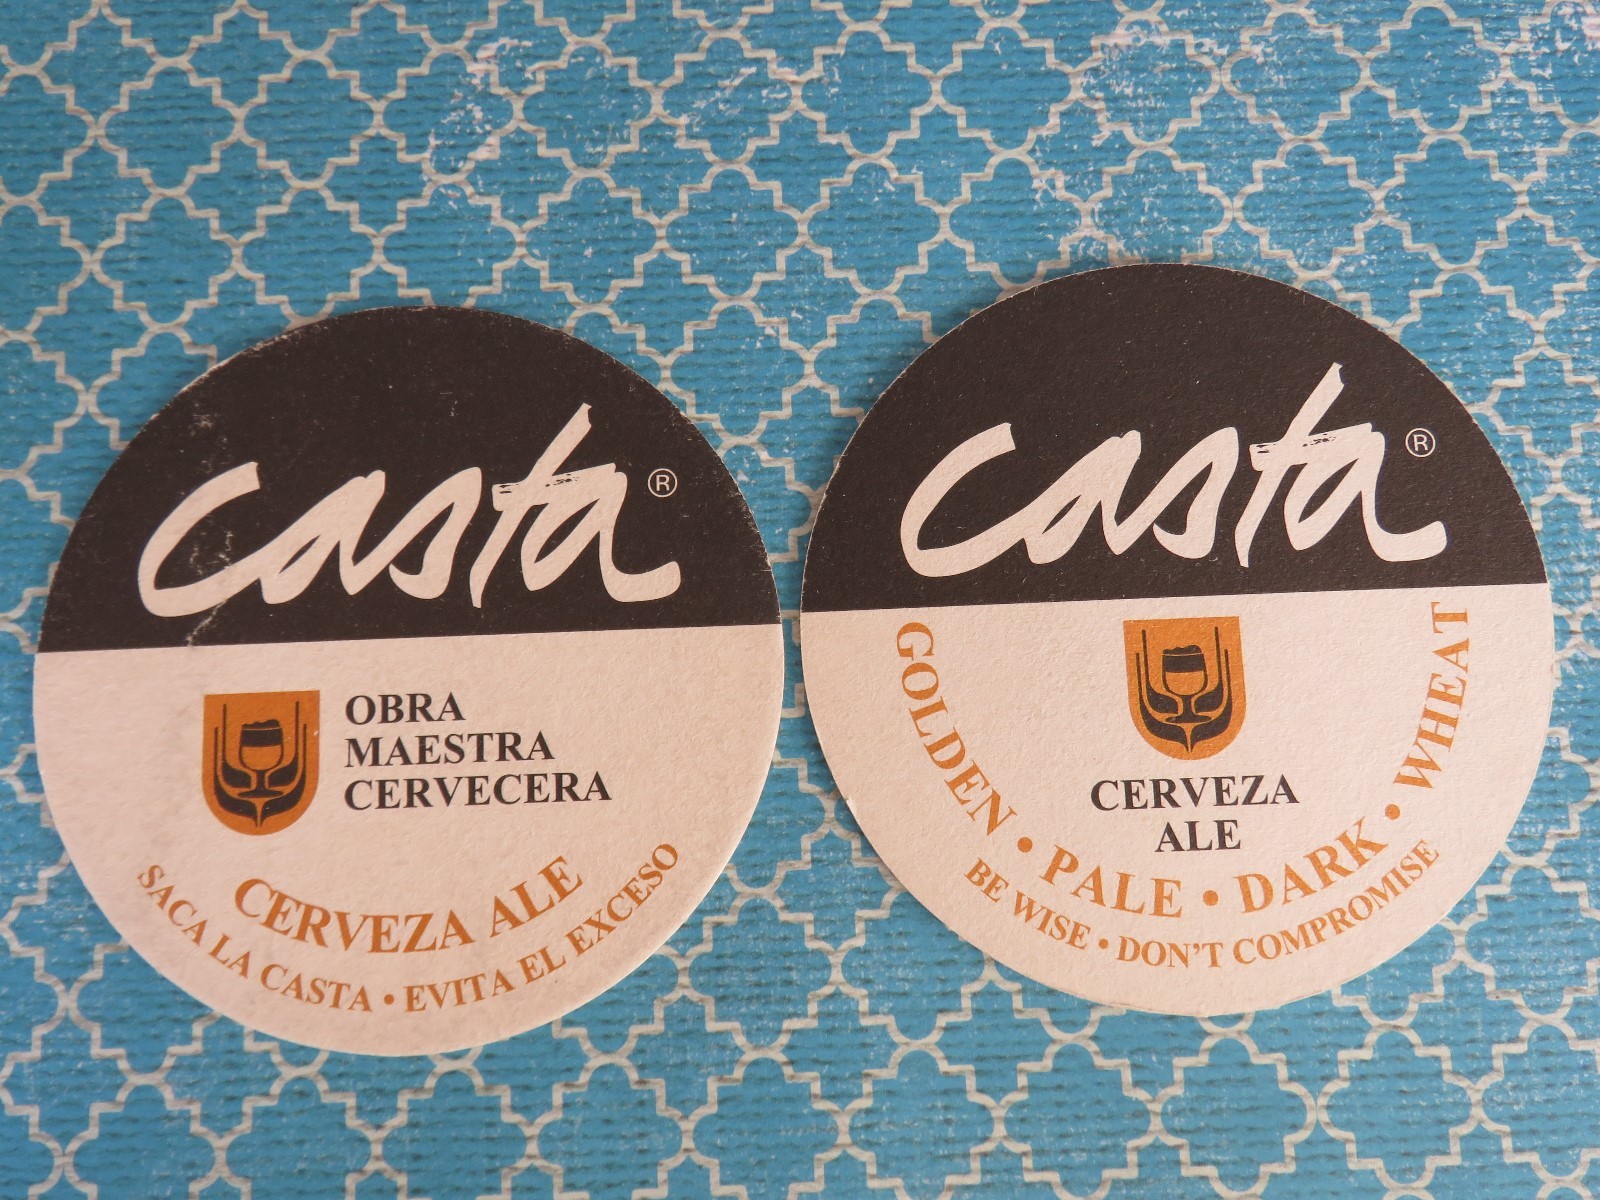 casta®
OBRA
MAESTRA
CERVECERA
CERVEZA ALE
SACA LA CASTA • EVITA EL EXCESO
casta®
CERVEZA
ALE
GOLDEN • PALE • DARK • WHEAT
BE WISE • DON'T COMPROMISE